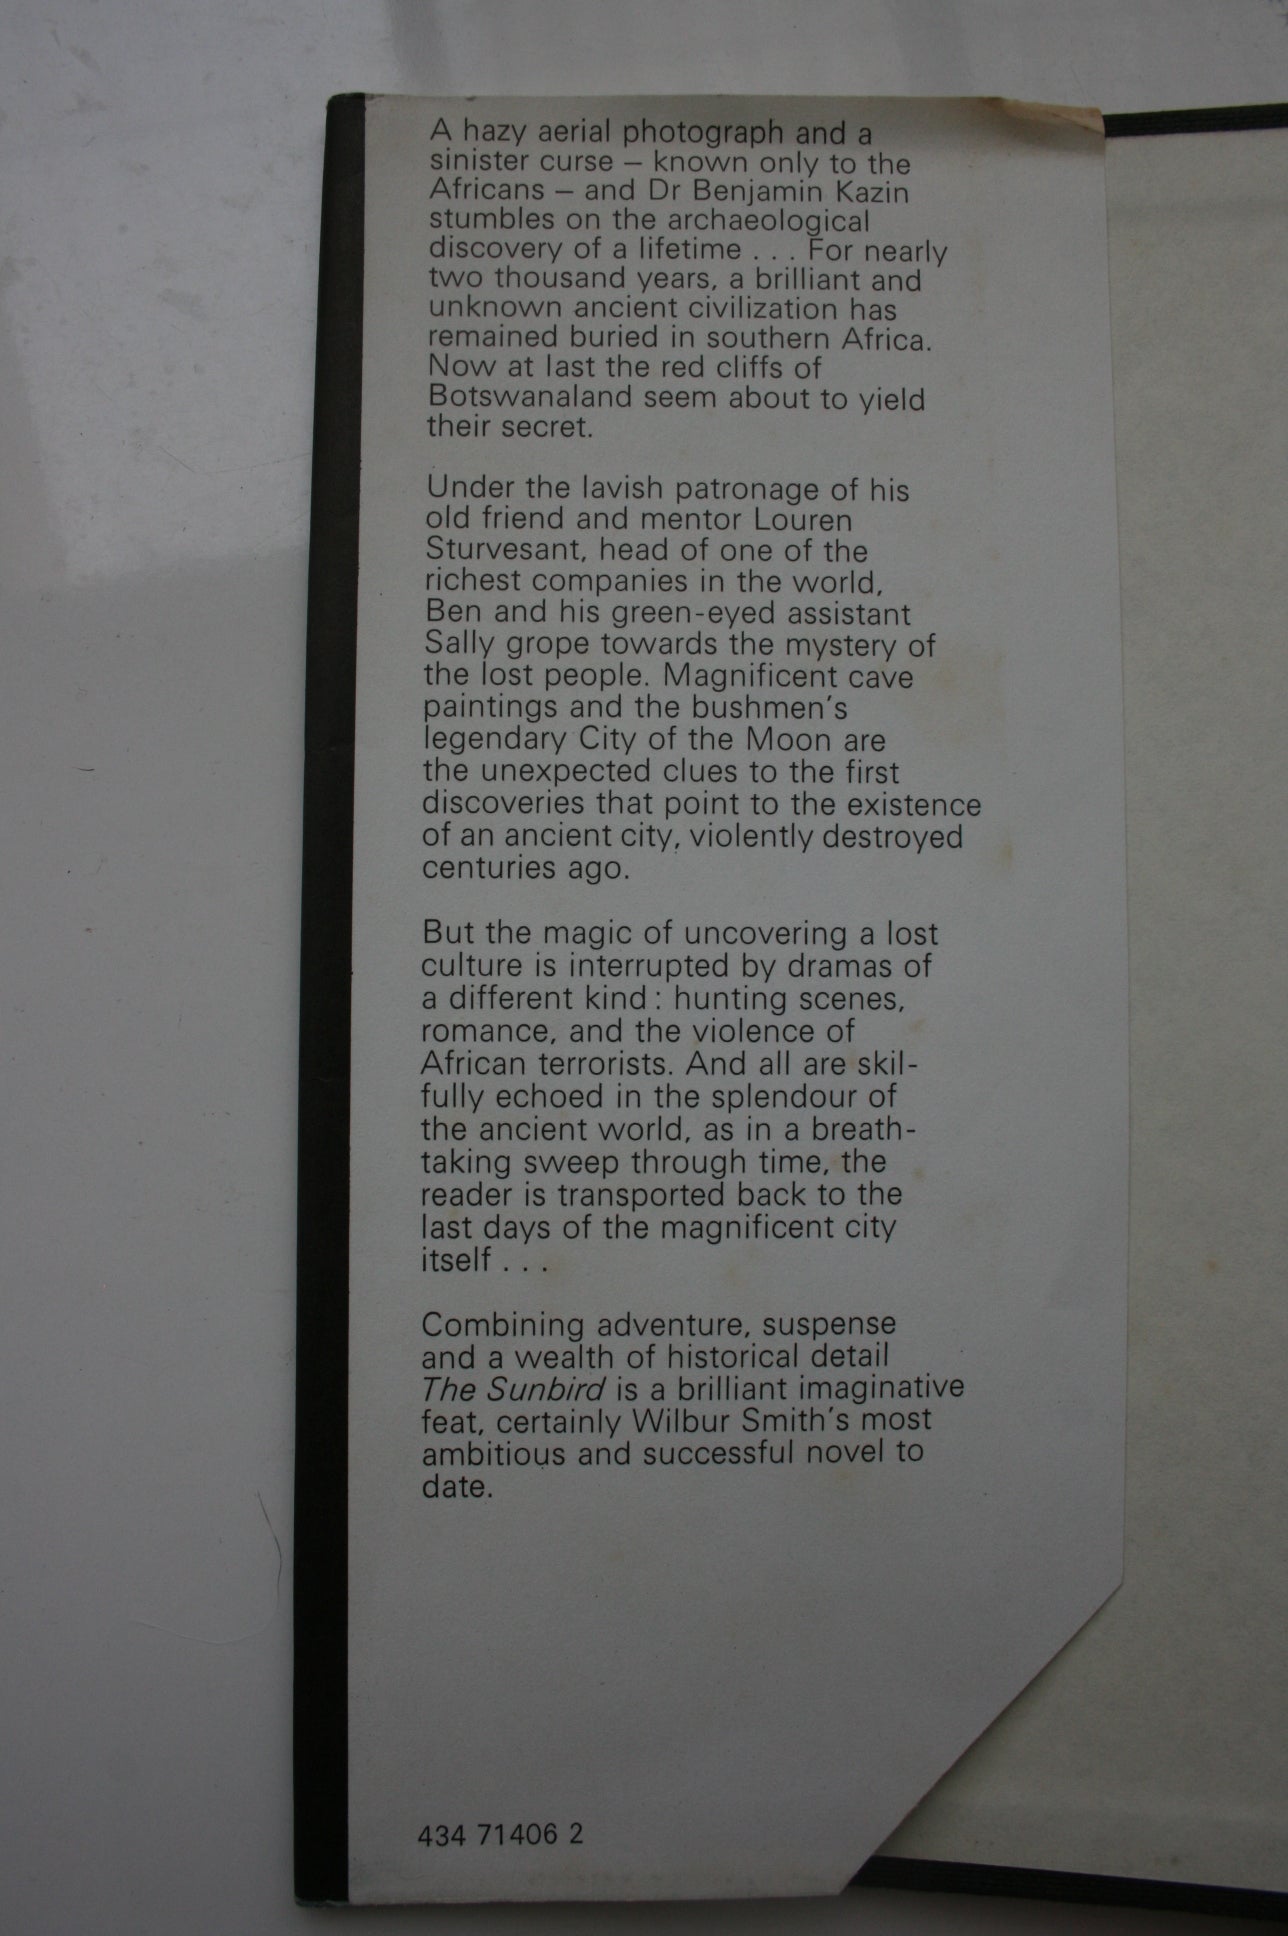 A hazy aerial photograph and a
sinister curse – known only to the
Africans – and Dr Benjamin Kazin
stumbles on the archaeological
discovery of a lifetime . . . For nearly
two thousand years, a brilliant and
unknown ancient civilization has
remained buried in southern Africa.
Now at last the red cliffs of
Botswanaland seem about to yield
their secret.
Under the lavish patronage of his
old friend and mentor Louren
Sturvesant, head of one of the
richest companies in the world,
Ben and his green-eyed assistant
Sally grope towards the mystery of
the lost people. Magnificent cave
paintings and the bushmen's
legendary City of the Moon are
the unexpected clues to the first
discoveries that point to the existence
of an ancient city, violently destroyed
centuries ago.
But the magic of uncovering a lost
culture is interrupted by dramas of
a different kind : hunting scenes,
romance, and the violence of
African terrorists. And all are skil-
fully echoed in the splendour of
the ancient world, as in a breath-
taking sweep through time, the
reader is transported back to the
last days of the magnificent city
itself . . .
Combining adventure, suspense
and a wealth of historical detail
The Sunbird is a brilliant imaginative
feat, certainly Wilbur Smith's most
ambitious and successful novel to
date.
434 71406 2